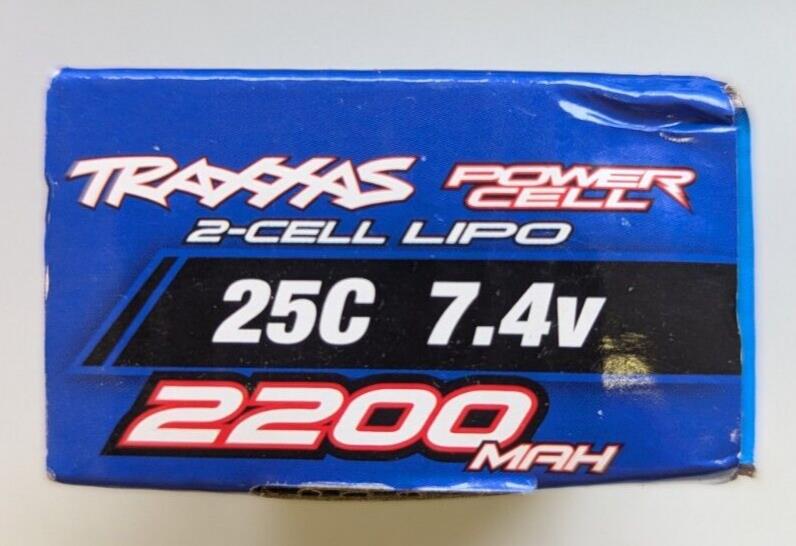 TRAXXAS POWER CELL
2-CELL LIPO
25C 7.4v
2200 MAH